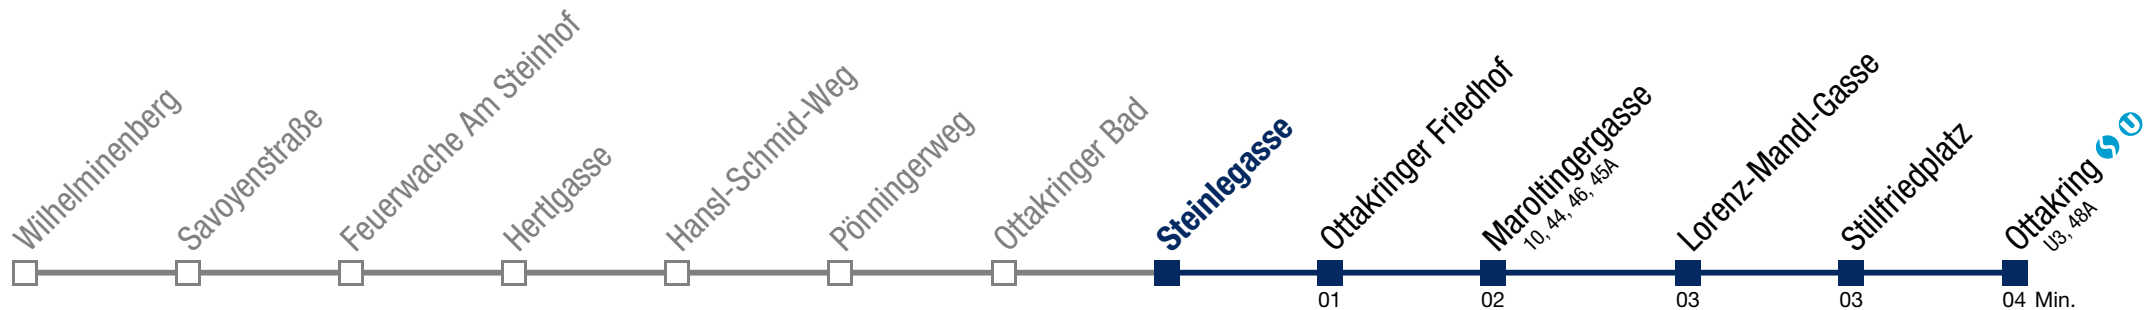 Wilhelminenberg
Savoyenstraße
Feuerwache Am Steinhof
Hertlgasse
Hansl-Schmid-Weg
Pönningerweg
Ottakringer Bad
Steinlegasse
Ottakringer Friedhof
Maroltingergasse
10, 44, 46, 45A
Lorenz-Mandl-Gasse
Stillfriedplatz
Ottakring S U
U3, 48A
01 02 03 03 04 Min.